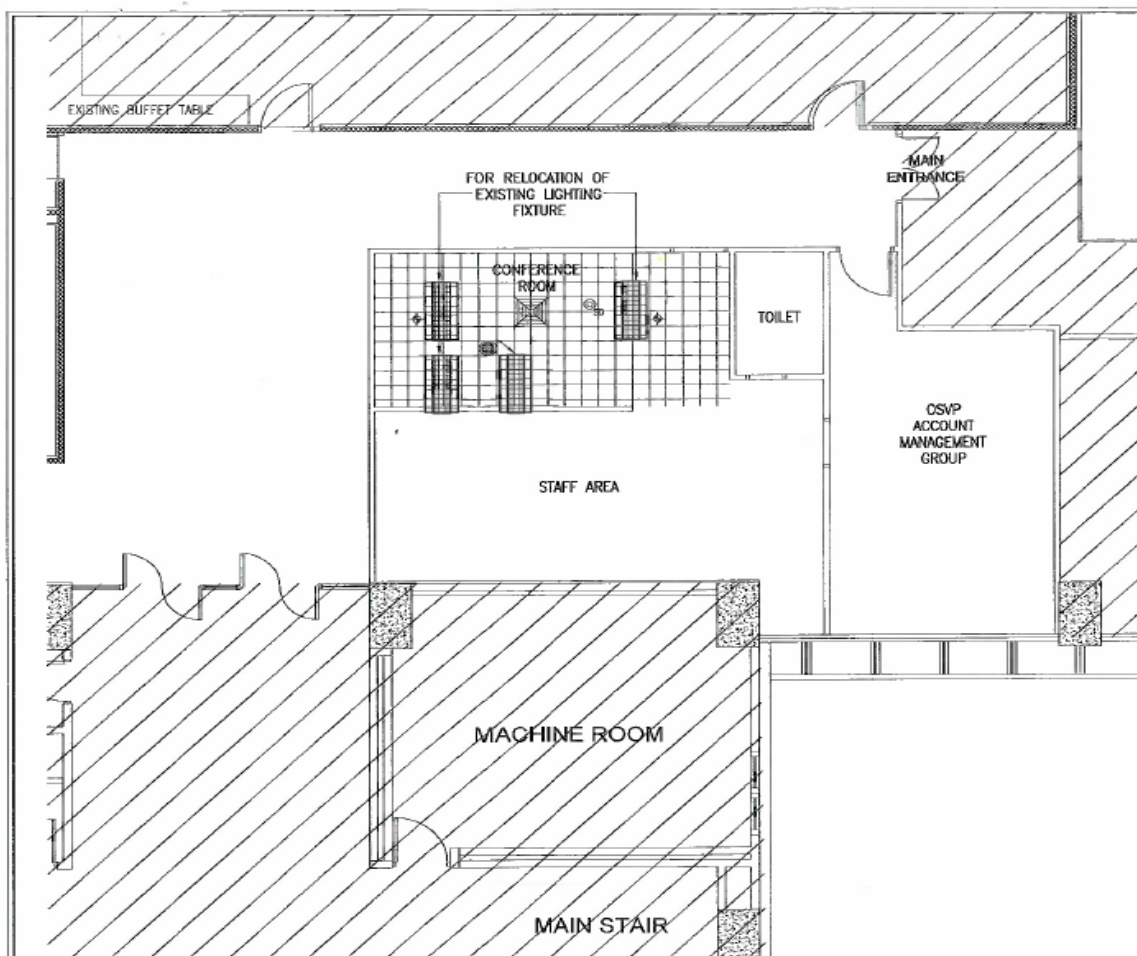 EXISTING BUFFET TABLE
MAIN
ENTRANCE
FOR RELOCATION OF
EXISTING LIGHTING
FIXTURE
CONFERENCE
ROOM
TOILET
OSVP
ACCOUNT
MANAGEMENT
GROUP
STAFF AREA
MACHINE ROOM
MAIN STAIR